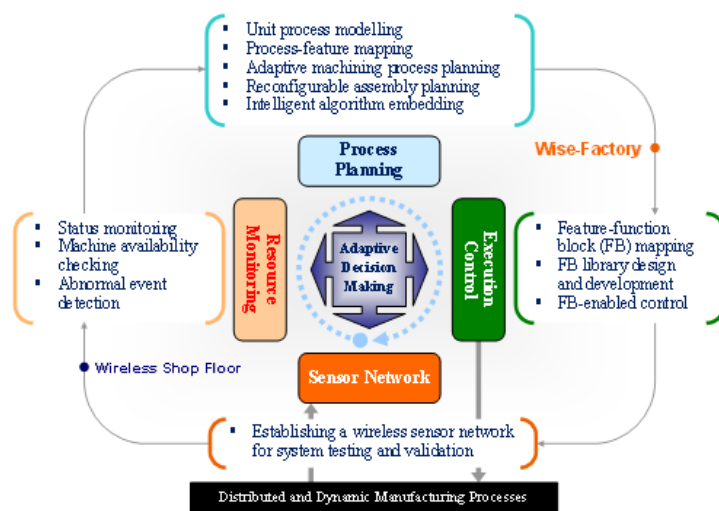 Unit process modelling
Process-feature mapping
Adaptive machining process planning
Reconfigurable assembly planning
Intelligent algorithm embedding
Wise-Factory
Process
Planning
Status monitoring
Machine availability
checking
Abnormal event
detection
Resource
Monitoring
Adaptive
Decision
Making
Execution
Control
Feature-function
block (FB) mapping
FB library design
and development
FB-enabled control
Wireless Shop Floor
Sensor Network
Establishing a wireless sensor network
for system testing and validation
Distributed and Dynamic Manufacturing Processes